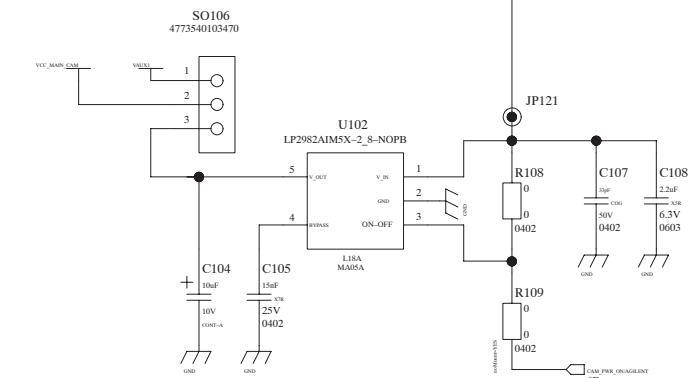 SO106
4773540103470
VCC_MAIN_CAM
VAUX1
1
2
3
JP121
U102
LP2982AIM5X-2_8-NOPB
5
V_OUT
V_IN
1
GND
2
GND
4
BYPASS
ON-OFF
3
L18A
MA05A
R108
0
0
0402
C107
33pF
COG
50V
0402
GND
C108
2.2uF
X5R
6.3V
0603
GND
C104
10uF
10V
CONT-A
GND
C105
15nF
X7R
25V
0402
GND
R109
0
0
0402
noMount=YES
CAM_PWR_ON/AGILENT